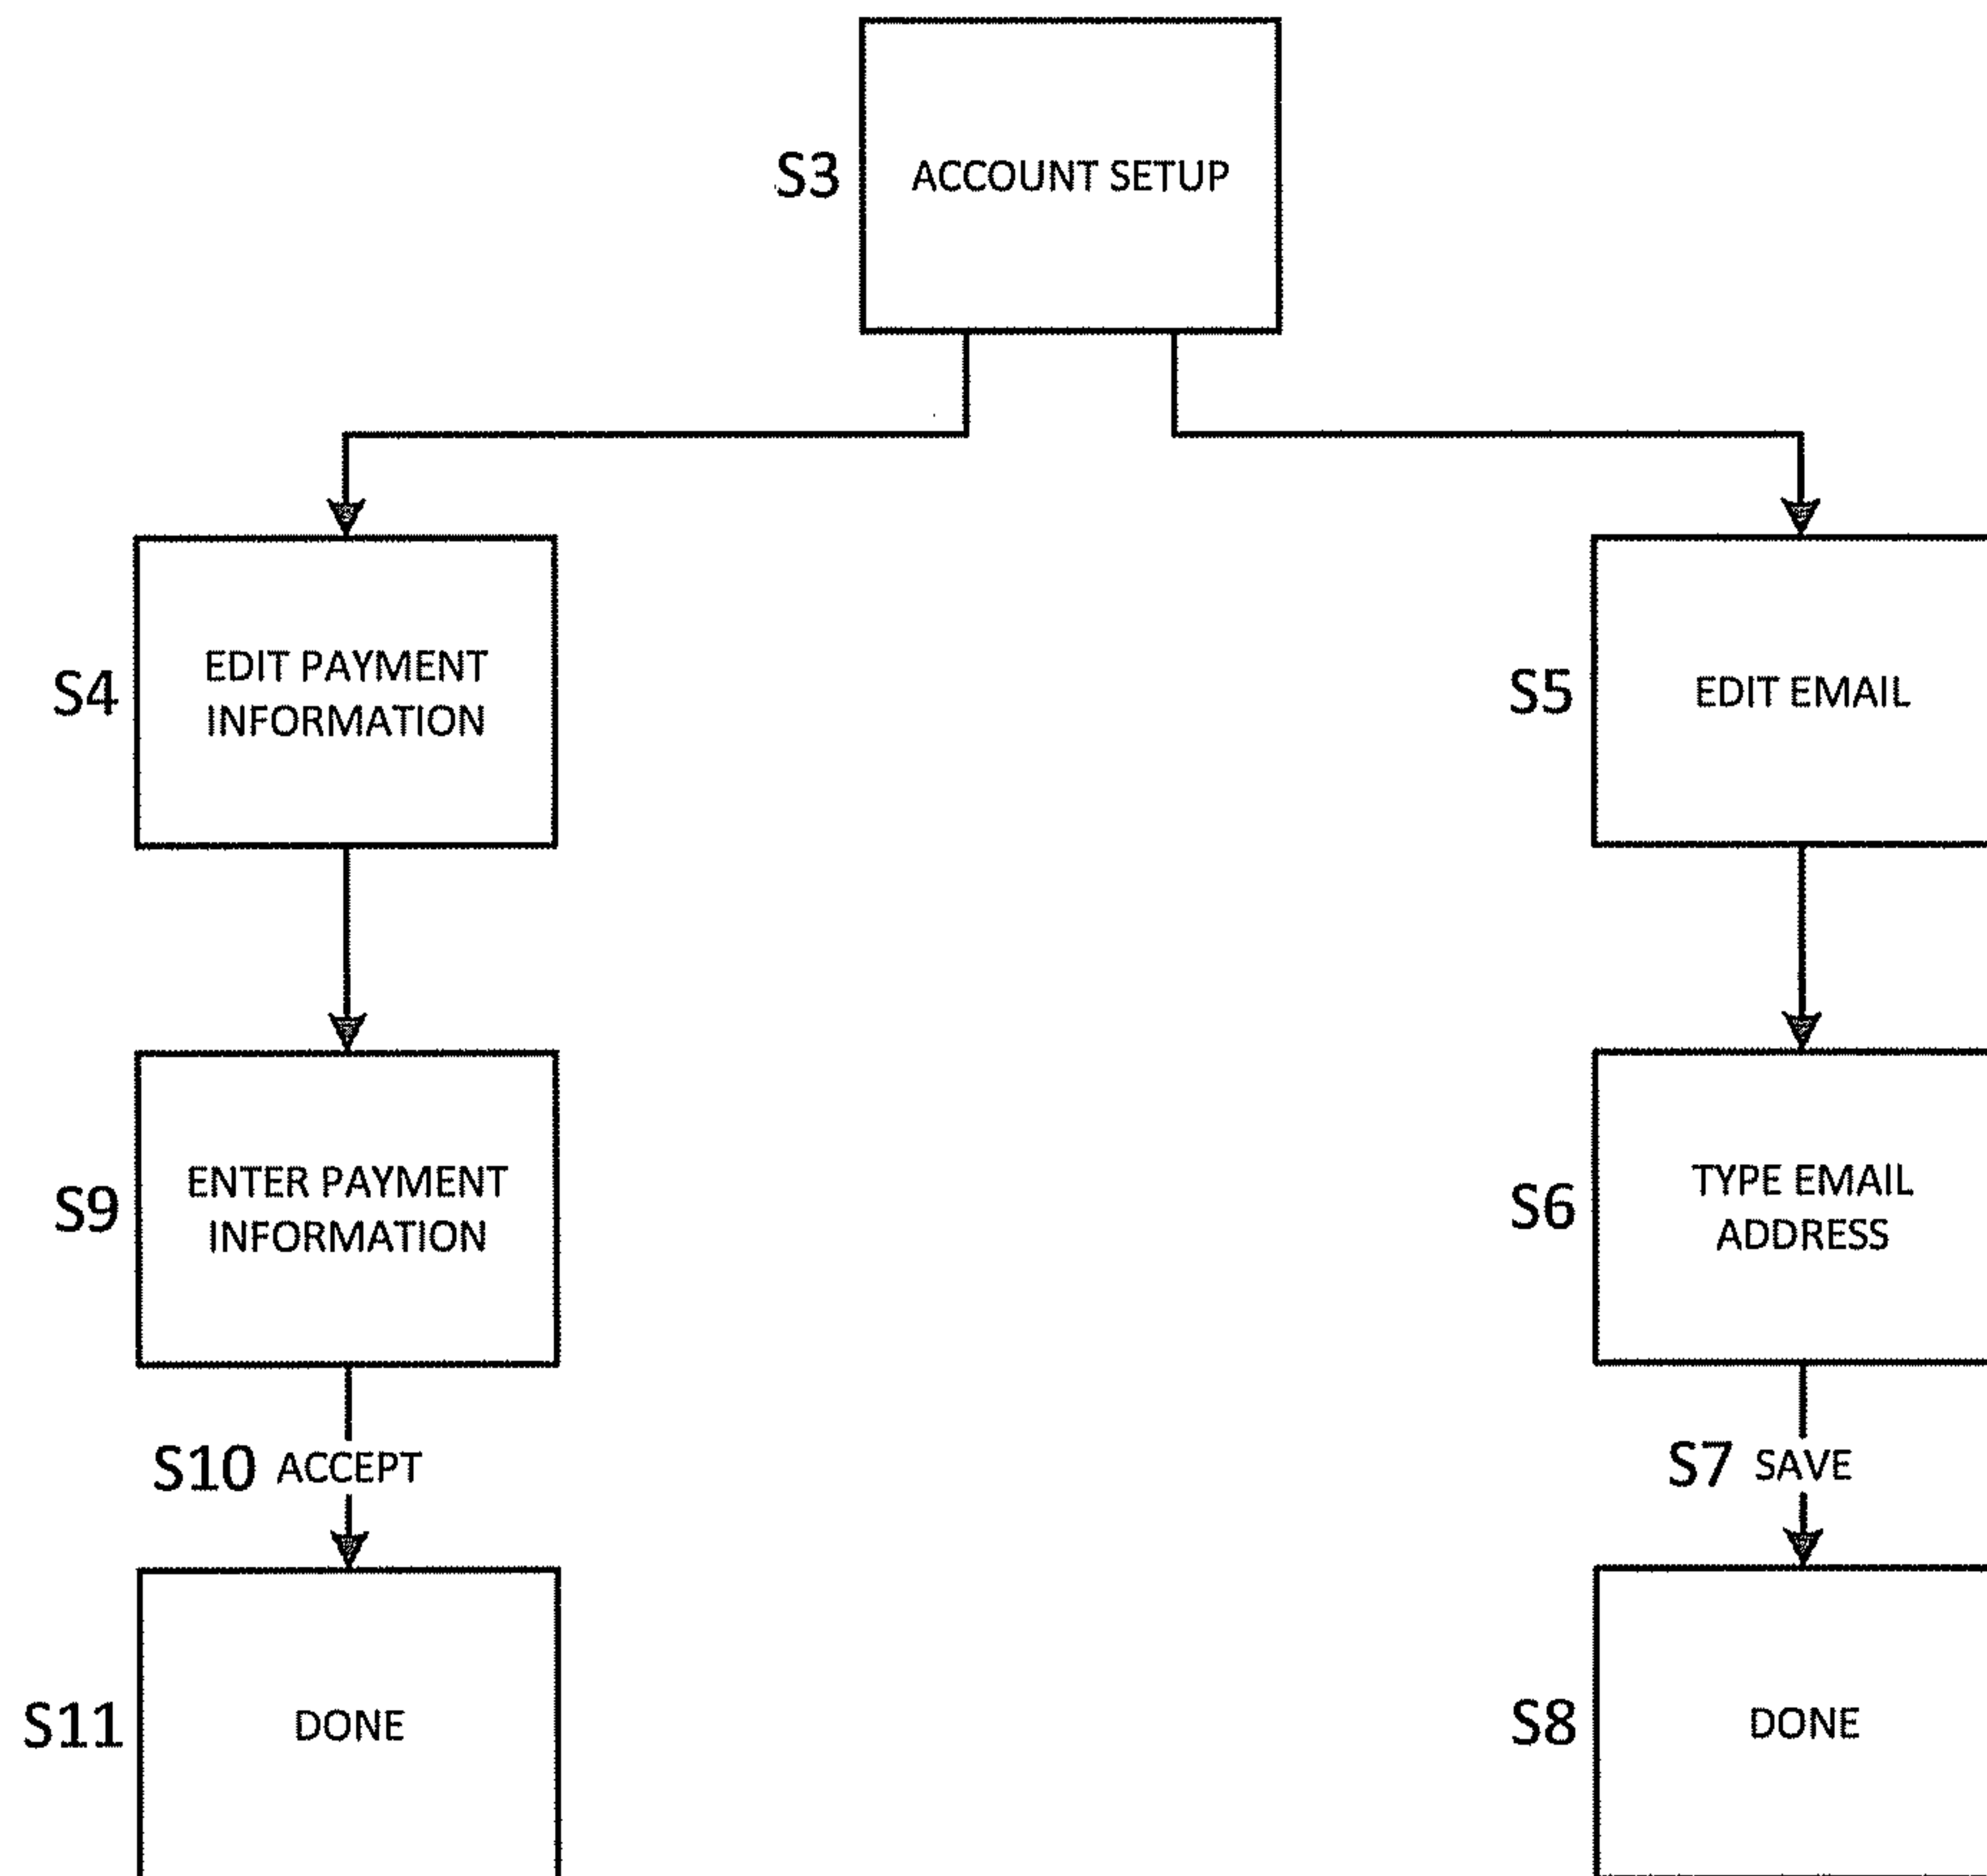 S3 ACCOUNT SETUP
S4
EDIT PAYMENT
INFORMATION
S5 EDIT EMAIL
S9
ENTER PAYMENT
INFORMATION
S6
TYPE EMAIL
ADDRESS
S10 ACCEPT
S7 SAVE
S11 DONE
S8 DONE